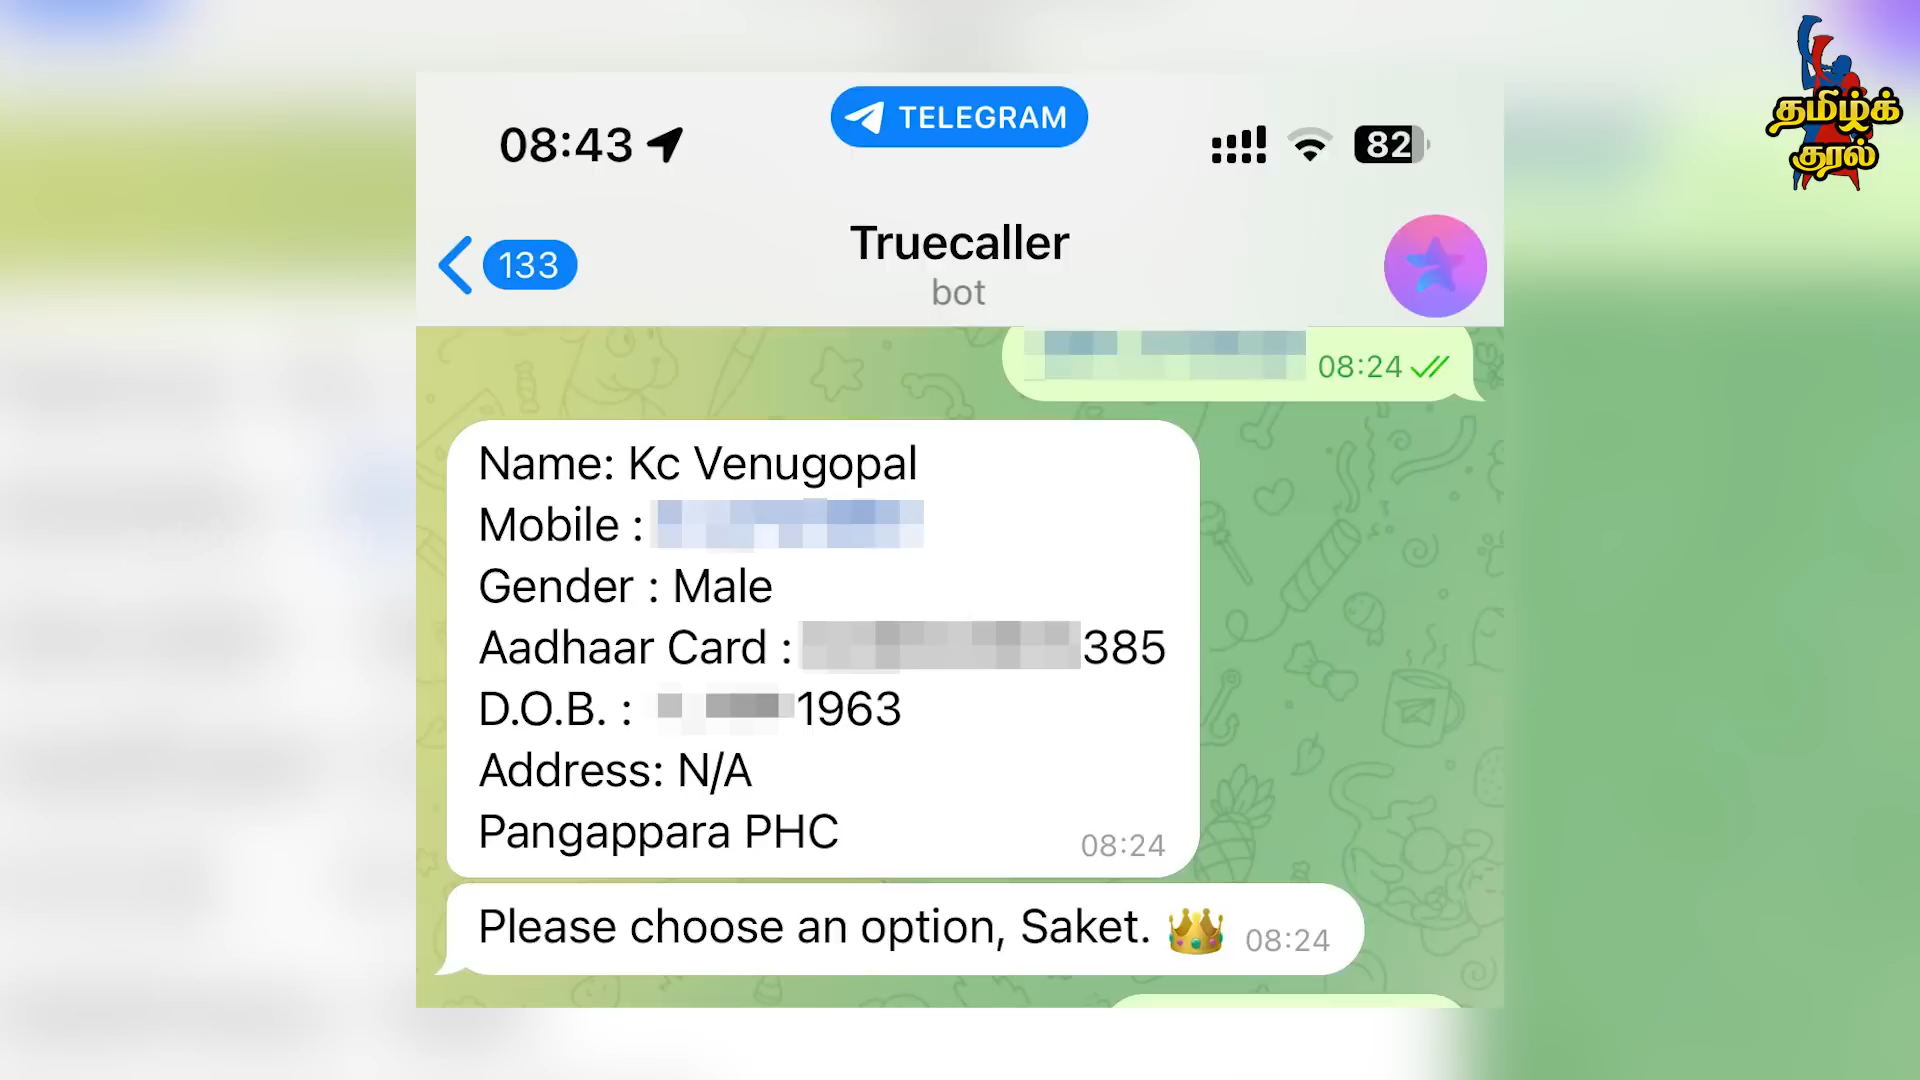 தமிழ்க்
குரல்
08:43
TELEGRAM
82
133
Truecaller
bot
08:24
Name: Kc Venugopal
Mobile :
Gender : Male
Aadhaar Card : 385
D.O.B. : 1963
Address: N/A
Pangappara PHC
08:24
Please choose an option, Saket. 👑 08:24